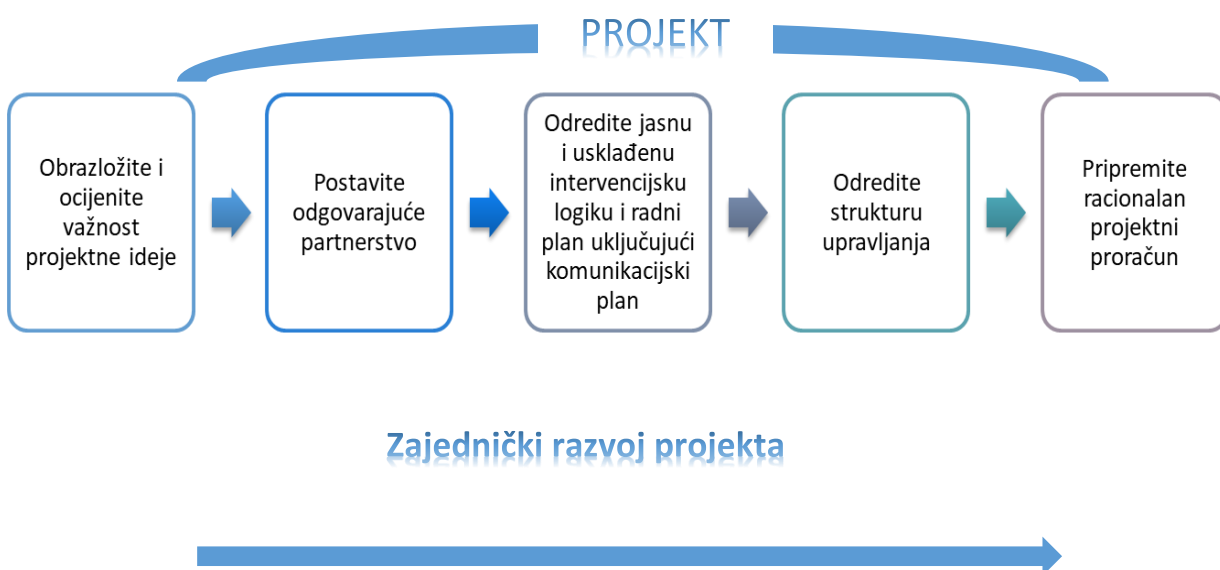 PROJEKT
Obrazložite i
ocijenite
važnost
projektne ideje
Postavite
odgovarajuće
partnerstvo
Odredite jasnu
i usklađenu
intervencijsku
logiku i radni
plan uključujući
komunikacijski
plan
Odredite
strukturu
upravljanja
Pripremite
racionalan
projektni
proračun
Zajednički razvoj projekta